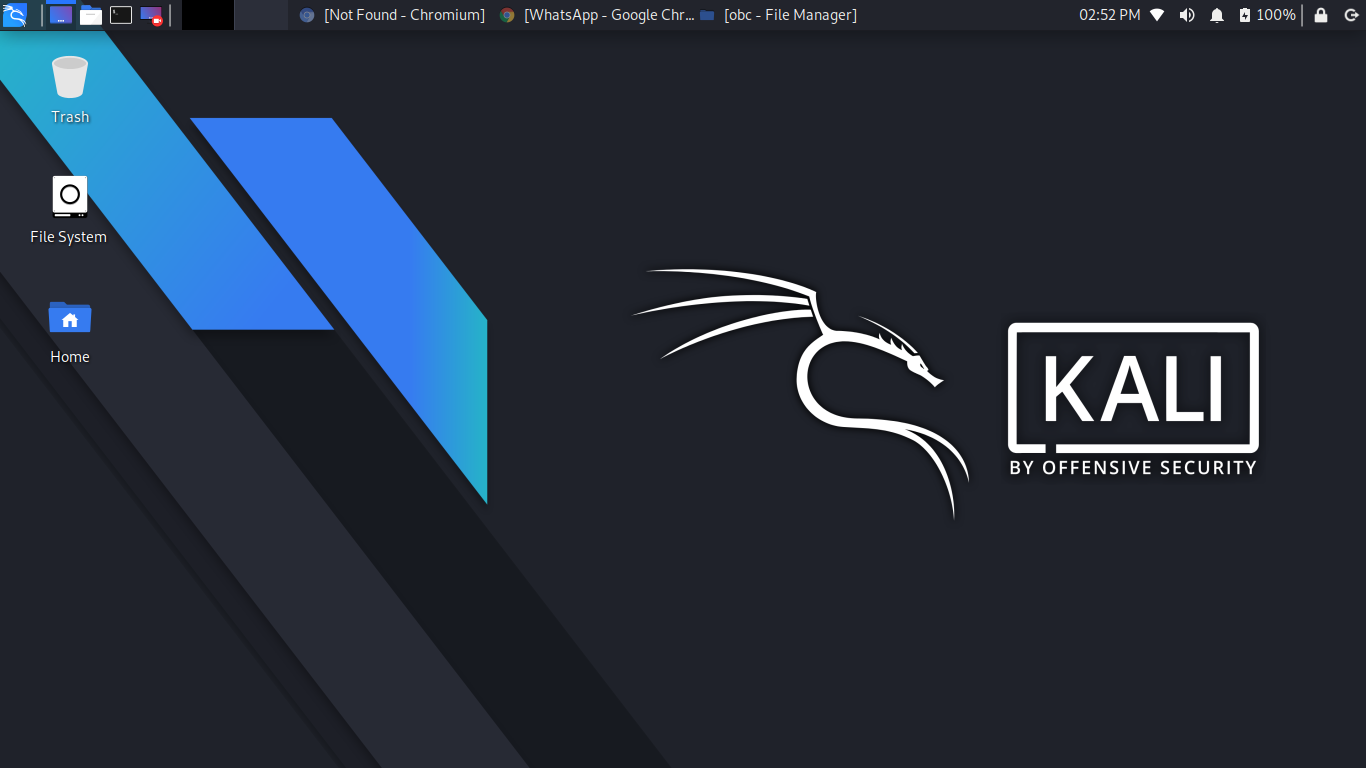 [Not Found - Chromium] [WhatsApp - Google Chr... [obc - File Manager] 02:52 PM 100%
Trash
File System
Home
KALI
BY OFFENSIVE SECURITY